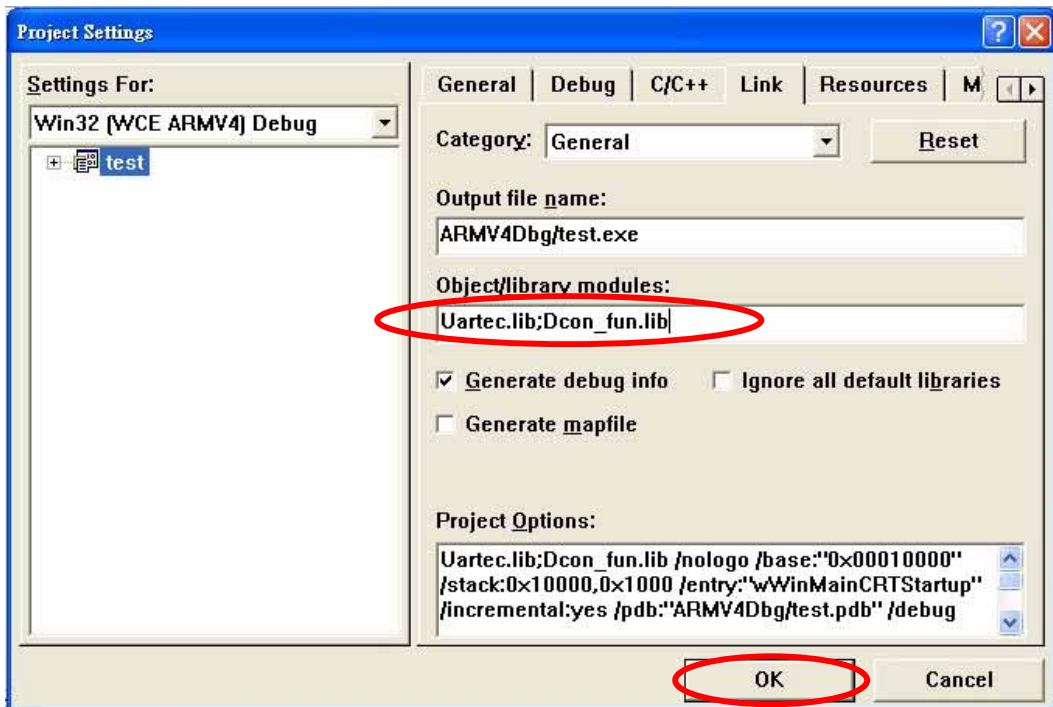 Project Settings
Settings For:
Win32 (WCE ARMV4) Debug
test
General Debug C/C++ Link Resources M
Category: General Reset
Output file name:
ARMV4Dbg/test.exe
Object/library modules:
Uartec.lib;Dcon_fun.lib
Generate debug info Ignore all default libraries
Generate mapfile
Project Options:
Uartec.lib;Dcon_fun.lib /nologo /base:"0x00010000"
/stack:0x10000,0x1000 /entry:"wWinMainCRTStartup"
/incremental:yes /pdb:"ARMV4Dbg/test.pdb" /debug
OK Cancel